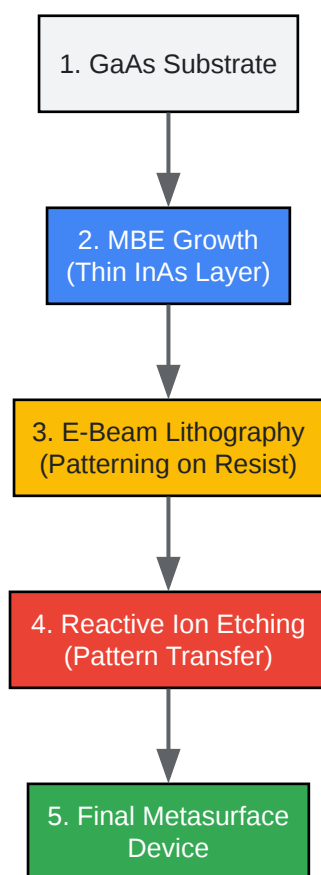 1. GaAs Substrate
2. MBE Growth
(Thin InAs Layer)
3. E-Beam Lithography
(Patterning on Resist)
4. Reactive Ion Etching
(Pattern Transfer)
5. Final Metasurface
Device